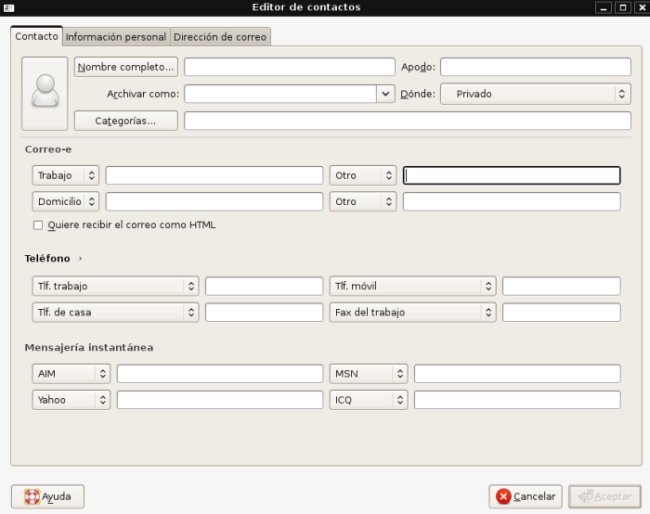 Editor de contactos
Contacto Información personal Dirección de correo
Nombre completo... Apodo:
Archivar como: Dónde: Privado
Categorías...
Correo-e
Trabajo Otro
Domicilio Otro
Quiere recibir el correo como HTML
Teléfono
Tlf. trabajo Tlf. móvil
Tlf. de casa Fax del trabajo
Mensajería instantánea
AIM MSN
Yahoo ICQ
Ayuda Cancelar Aceptar